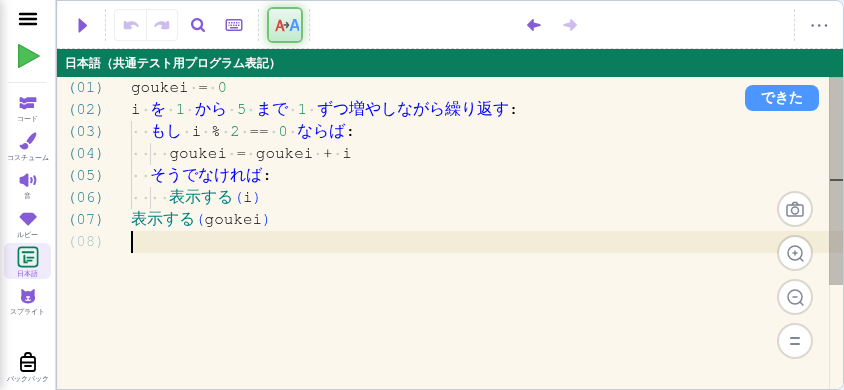 A→A
日本語（共通テスト用プログラム表記）
(01) goukei = 0
(02) i を 1 から 5 まで 1 ずつ増やしながら繰り返す:
(03) もし i % 2 == 0 ならば:
(04) goukei = goukei + i
(05) そうでなければ:
(06) 表示する(i)
(07) 表示する(goukei)
(08)
できた
コード
コスチューム
音
ルビー
日本語
スプライト
バックパック